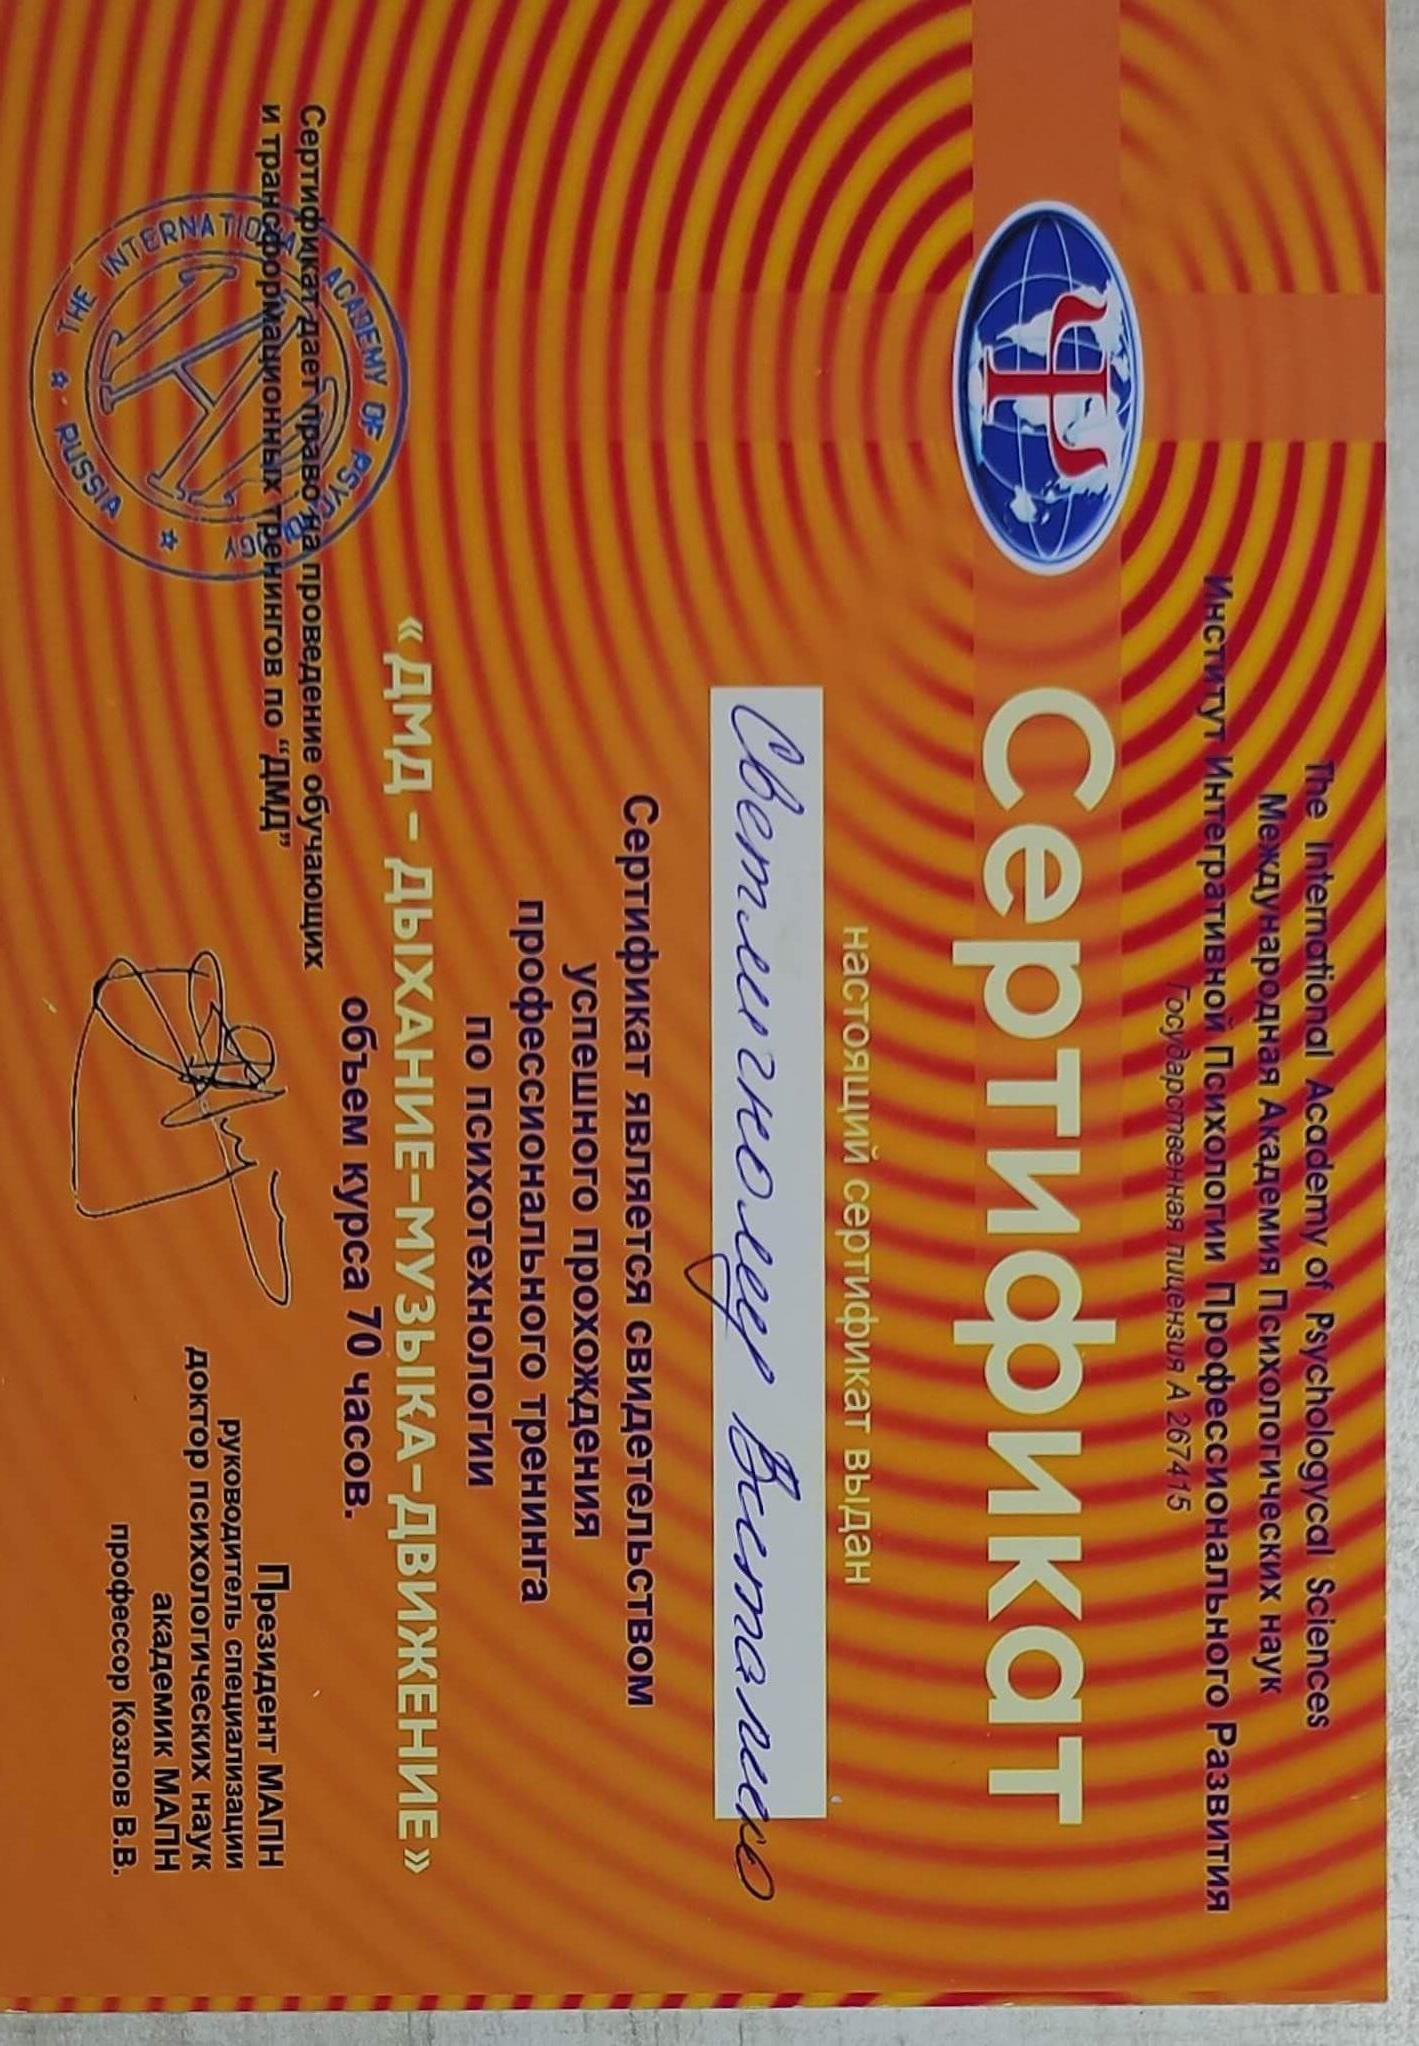 The International Academy of Psychologycal Sciences
Международная Академия Психологических наук
Институт Интегративной Психологии Профессионального Развития
Государственная лицензия А 267415
Сертификат
настоящий сертификат выдан
Виталию
Сертификат является свидетельством
успешного прохождения
профессионального тренинга
по психотехнологии
«ДМД – ДЫХАНИЕ-МУЗЫКА-ДВИЖЕНИЕ»
объем курса 70 часов.
Сертификат дает право на проведение обучающих
и трансформационных тренингов по “ДМД”
THE INTERNATIONAL ACADEMY OF PSYCHOLOGY
RUSSIA
Президент МАПН
руководитель специализации
доктор психологических наук
академик МАПН
профессор Козлов В.В.